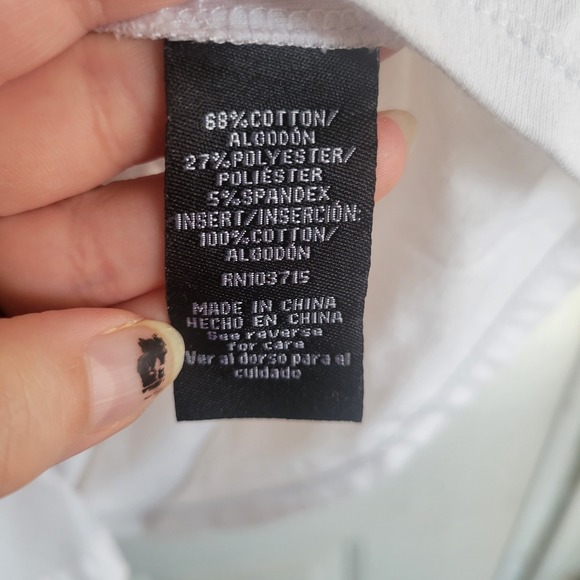 68%COTTON/
ALGODÓN
27%POLYESTER/
POLIÉSTER
5%SPANDEX
INSERT/INSERCIÓN:
100%COTTON/
ALGODÓN
RN103715
MADE IN CHINA
HECHO EN CHINA
See reverse
for care
Ver al dorso para el
cuidado